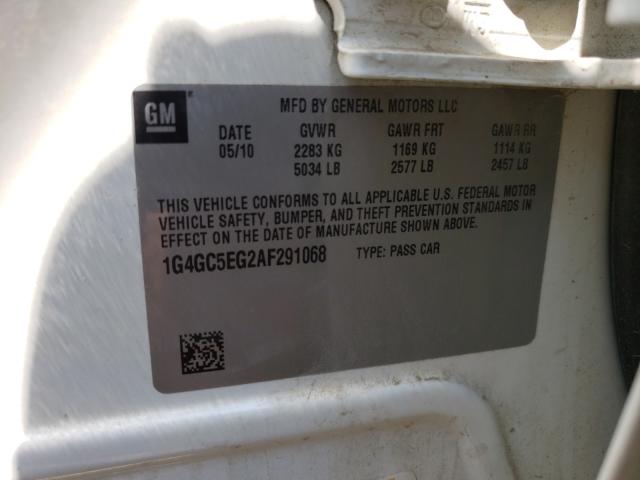 GM
MFD BY GENERAL MOTORS LLC
DATE GVWR GAWR FRT GAWR RR
05/10 2283 KG 1169 KG 1114 KG
5034 LB 2577 LB 2457 LB
THIS VEHICLE CONFORMS TO ALL APPLICABLE U.S. FEDERAL MOTOR
VEHICLE SAFETY, BUMPER, AND THEFT PREVENTION STANDARDS IN
EFFECT ON THE DATE OF MANUFACTURE SHOWN ABOVE.
1G4GC5EG2AF291068 TYPE: PASS CAR